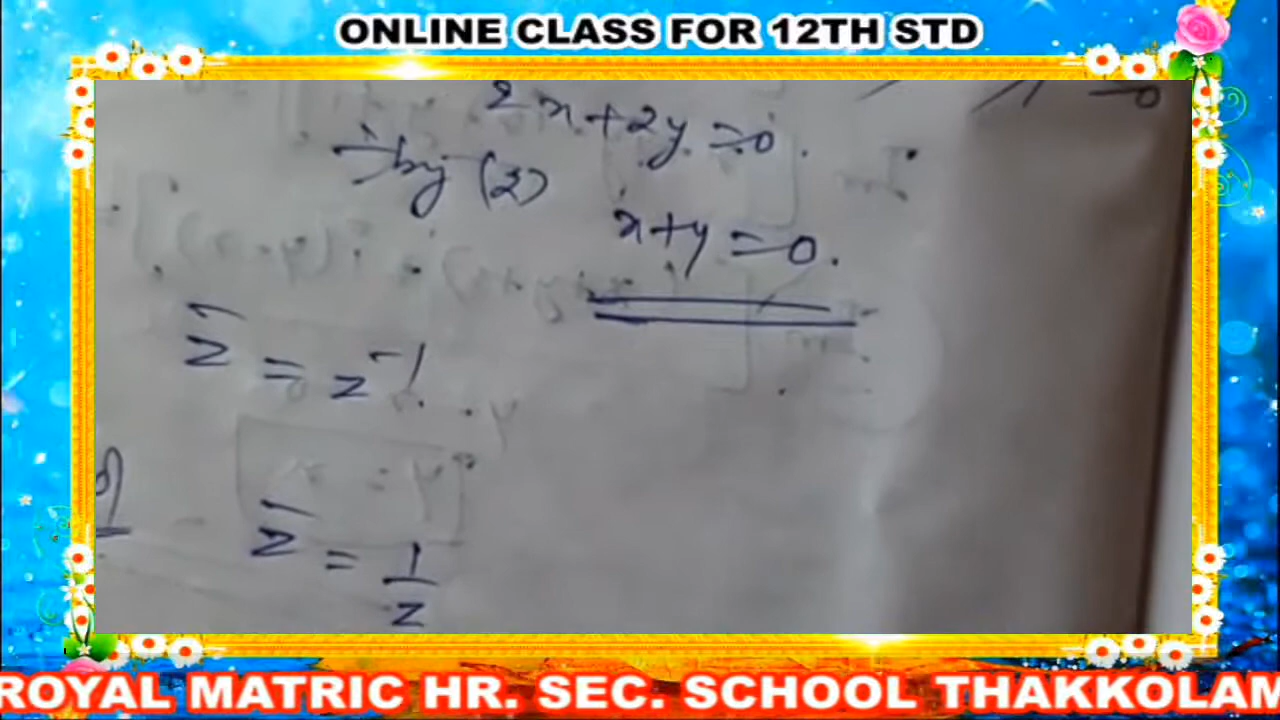 ONLINE CLASS FOR 12TH STD
2x+2y=0.
÷by (2)
x+y=0.
z̅ = z⁻¹.
z̅ = 1/z
ROYAL MATRIC HR. SEC. SCHOOL THAKKOLAM